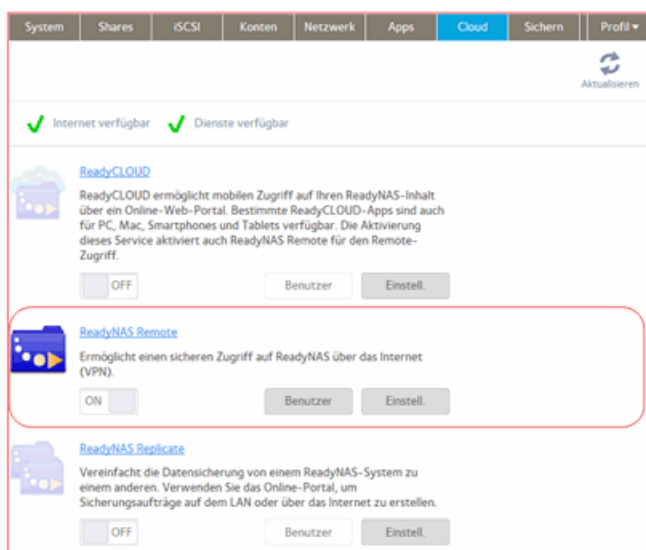 System Shares iSCSI Konten Netzwerk Apps Cloud Sichern Profil
Aktualisieren
Internet verfügbar Dienste verfügbar
ReadyCLOUD
ReadyCLOUD ermöglicht mobilen Zugriff auf Ihren ReadyNAS-Inhalt
über ein Online-Web-Portal. Bestimmte ReadyCLOUD-Apps sind auch
für PC, Mac, Smartphones und Tablets verfügbar. Die Aktivierung
dieses Service aktiviert auch ReadyNAS Remote für den Remote-
Zugriff.
OFF Benutzer Einstell.
ReadyNAS Remote
Ermöglicht einen sicheren Zugriff auf ReadyNAS über das Internet
(VPN).
ON Benutzer Einstell.
ReadyNAS Replicate
Vereinfacht die Datensicherung von einem ReadyNAS-System zu
einem anderen. Verwenden Sie das Online-Portal, um
Sicherungsaufträge auf dem LAN oder über das Internet zu erstellen.
OFF Benutzer Einstell.